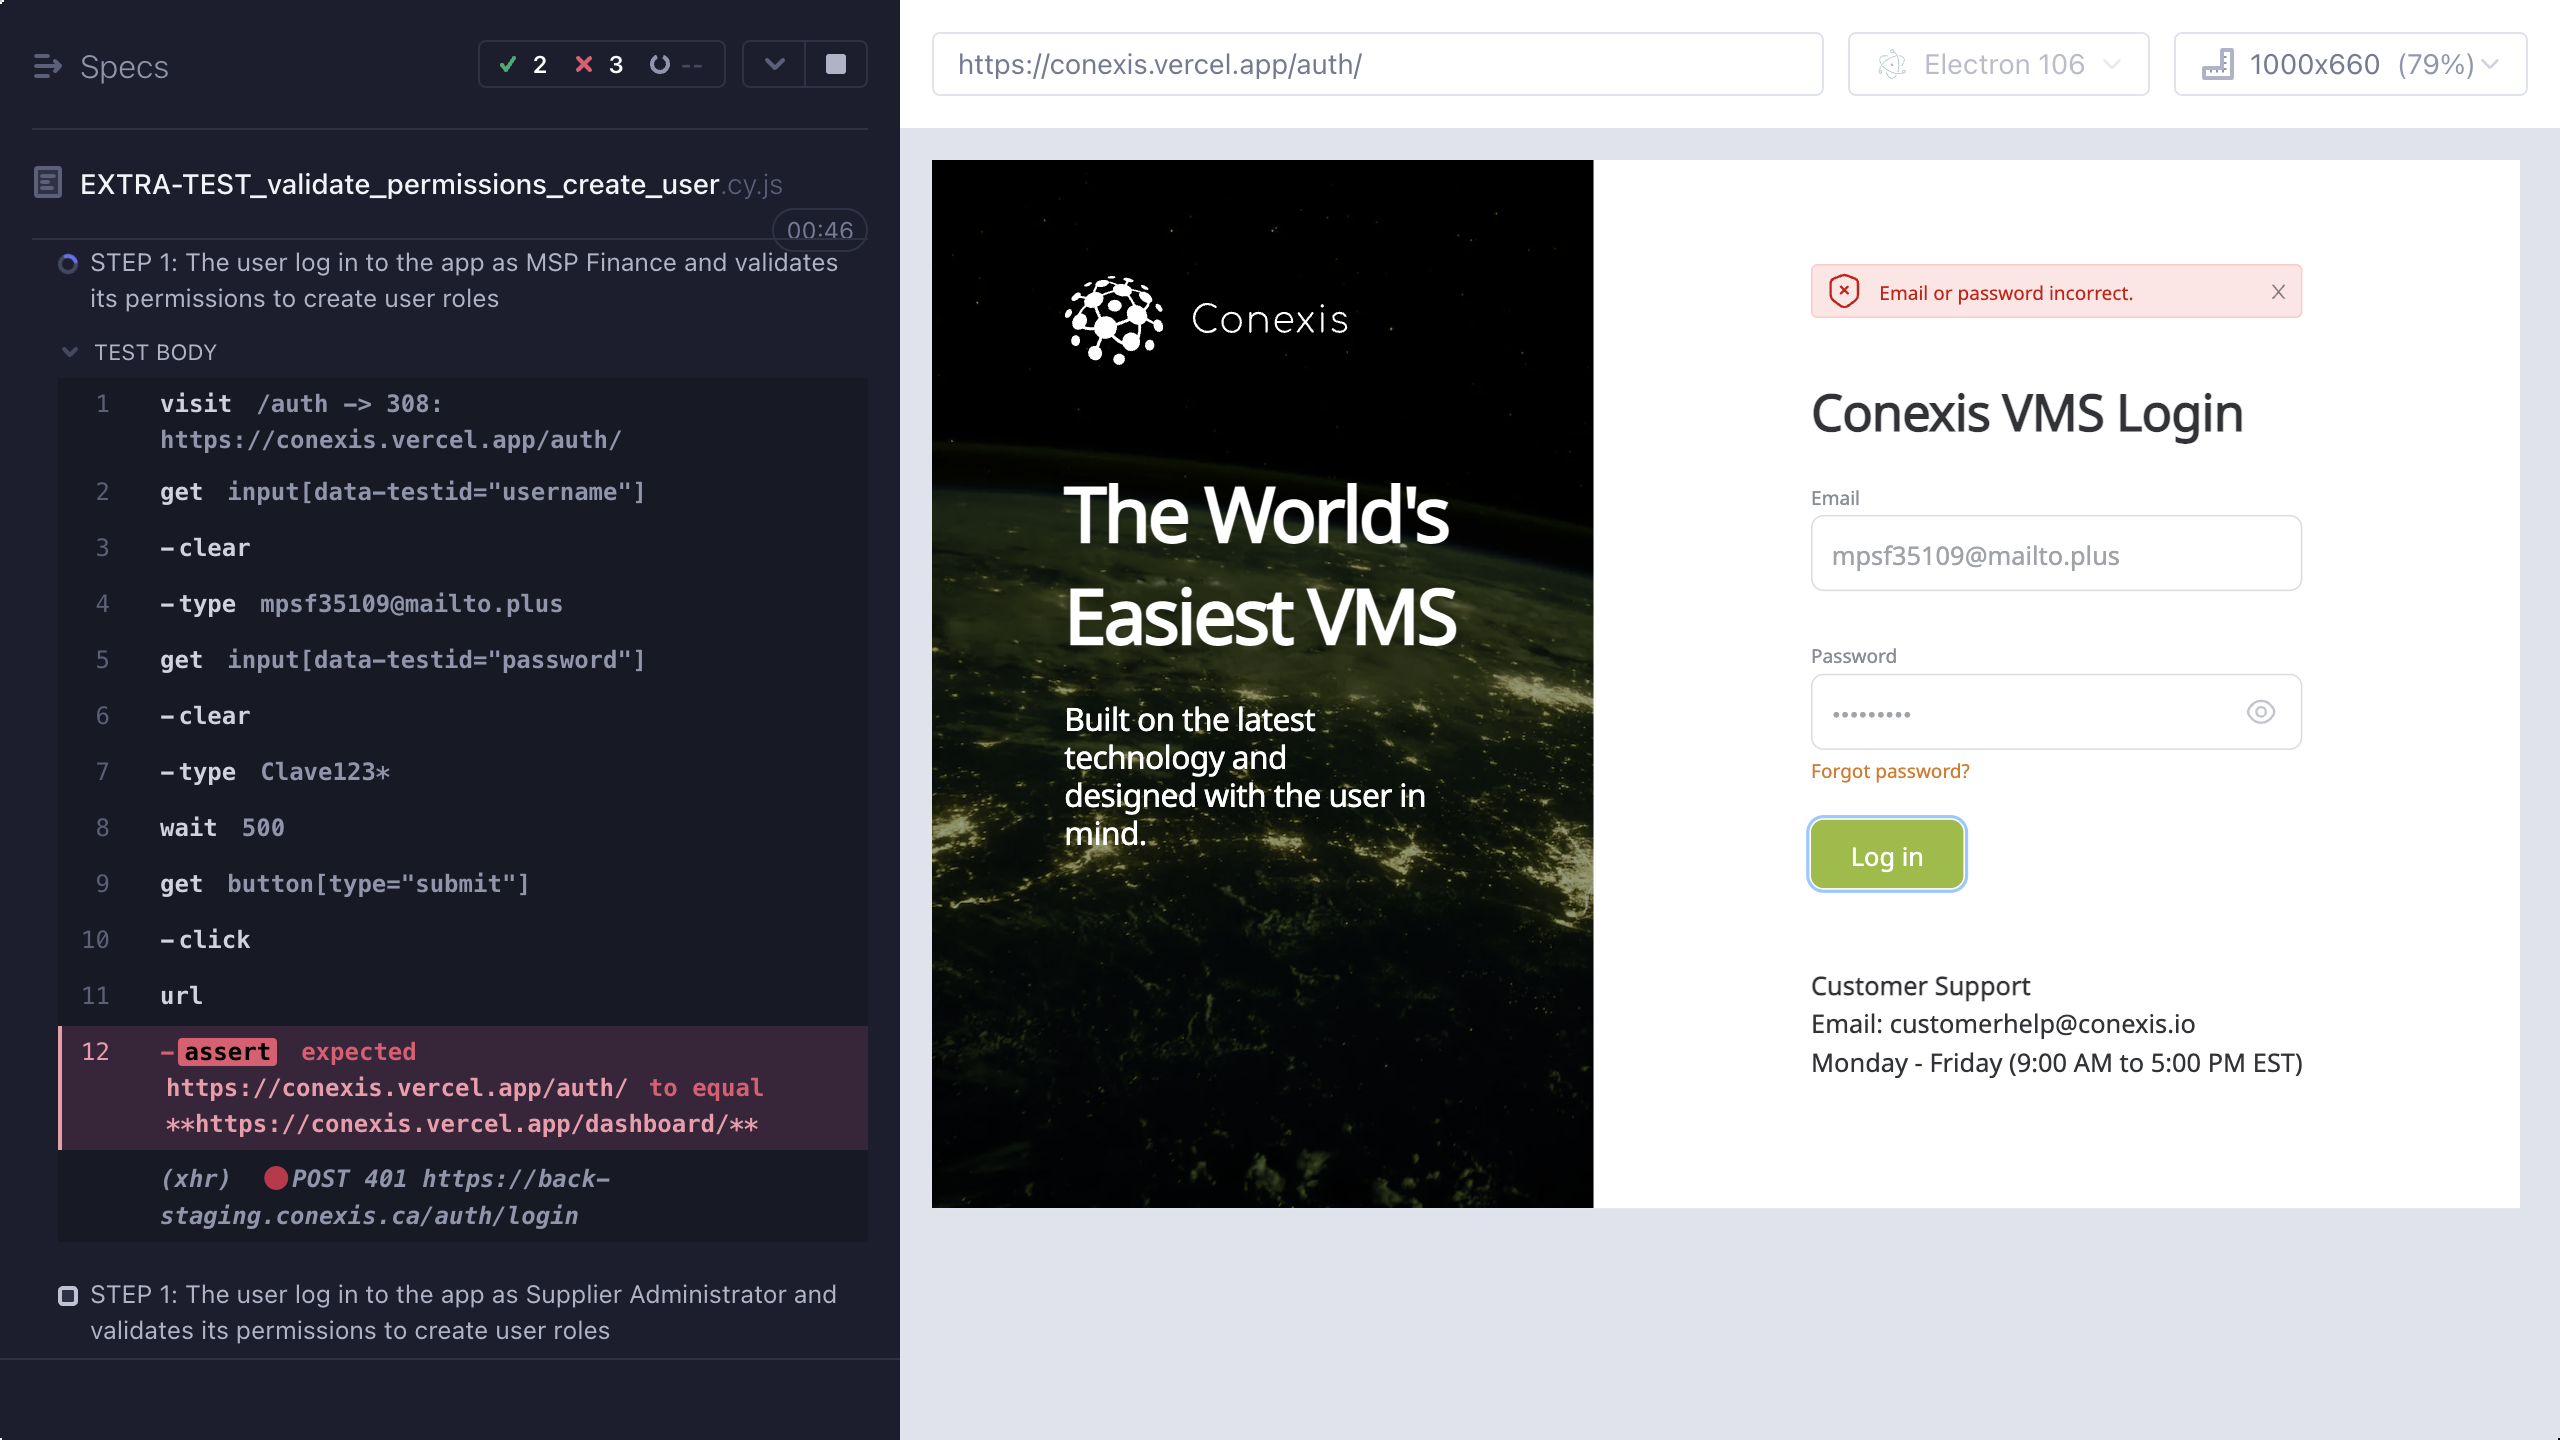 Specs
2
3
--
EXTRA-TEST_validate_permissions_create_user.cy.js
00:46
STEP 1: The user log in to the app as MSP Finance and validates
its permissions to create user roles
TEST BODY
1 visit /auth -> 308:
https://conexis.vercel.app/auth/
2 get input[data-testid="username"]
3 -clear
4 -type mpsf35109@mailto.plus
5 get input[data-testid="password"]
6 -clear
7 -type Clave123*
8 wait 500
9 get button[type="submit"]
10 -click
11 url
12 -assert expected
https://conexis.vercel.app/auth/ to equal
**https://conexis.vercel.app/dashboard/**
(xhr) POST 401 https://back-
staging.conexis.ca/auth/login
STEP 1: The user log in to the app as Supplier Administrator and
validates its permissions to create user roles
https://conexis.vercel.app/auth/
Electron 106
1000x660 (79%)
Conexis
The World's
Easiest VMS
Built on the latest
technology and
designed with the user in
mind.
Email or password incorrect.
Conexis VMS Login
Email
mpsf35109@mailto.plus
Password
•••••••••
Forgot password?
Log in
Customer Support
Email: customerhelp@conexis.io
Monday - Friday (9:00 AM to 5:00 PM EST)